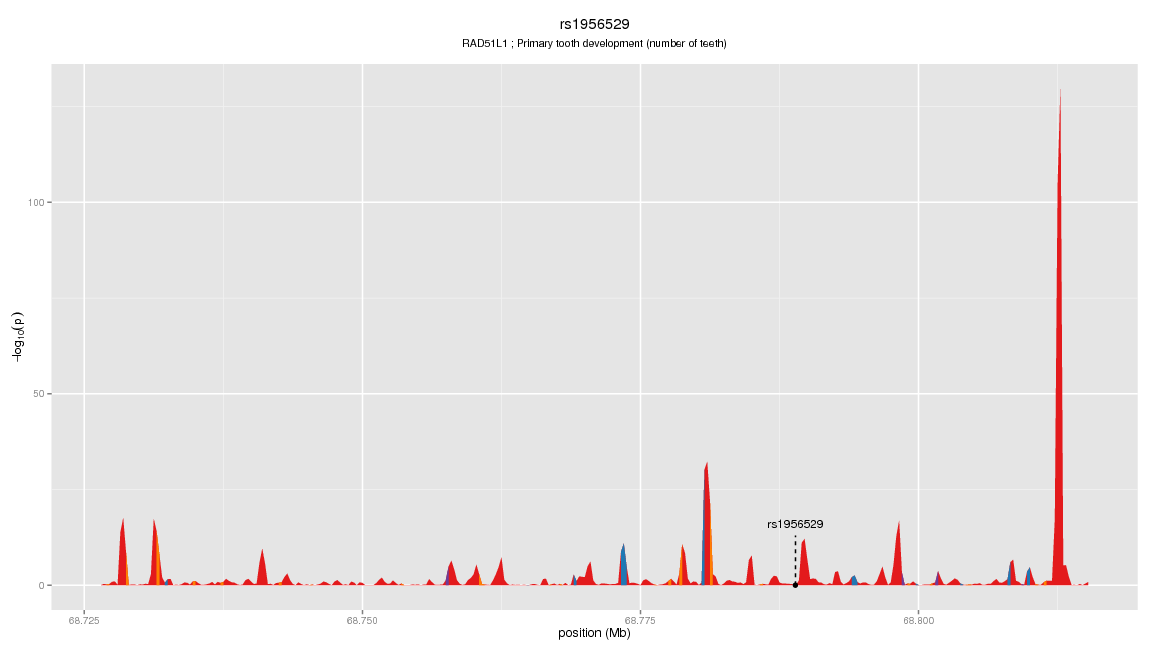 rs1956529
RAD51L1 ; Primary tooth development (number of teeth)
−log10(p)
100
50
0
rs1956529
68.725
68.750
68.775
68.800
position (Mb)